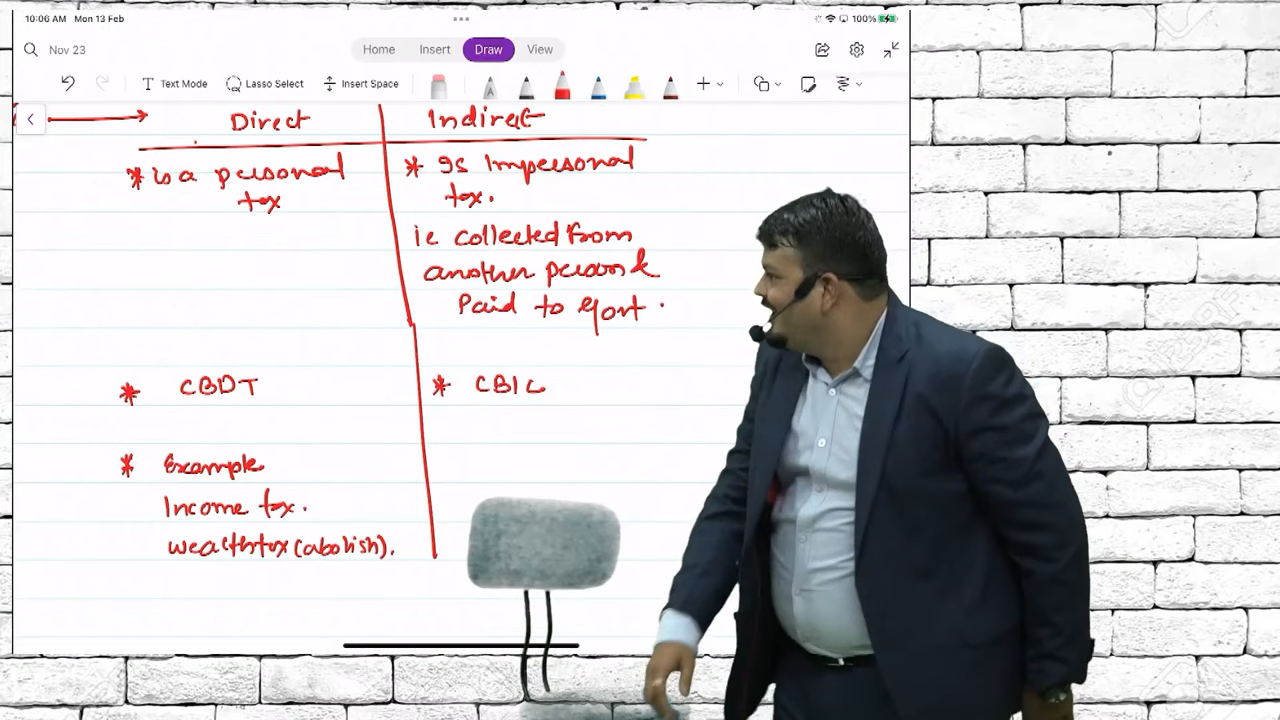 10:06 AM Mon 13 Feb
100%
Nov 23
Home Insert Draw View
Text Mode Lasso Select Insert Space
Direct Indirect
* is a personal tax
* Is Impersonal tax.
ie collected from
another person &
Paid to Govt.
* CBDT * CBIC
* Example
Income tax.
wealthtax (abolish).